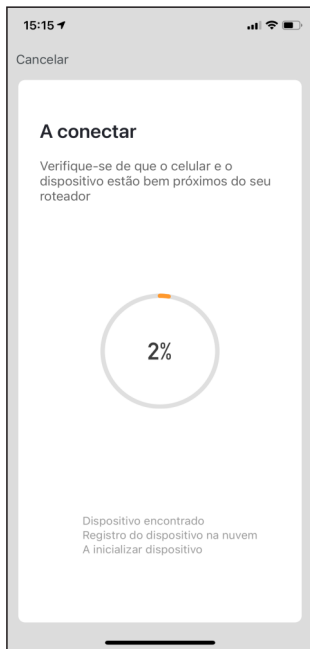 15:15
Cancelar
A conectar
Verifique-se de que o celular e o
dispositivo estão bem próximos do seu
roteador
2%
Dispositivo encontrado
Registro do dispositivo na nuvem
A inicializar dispositivo